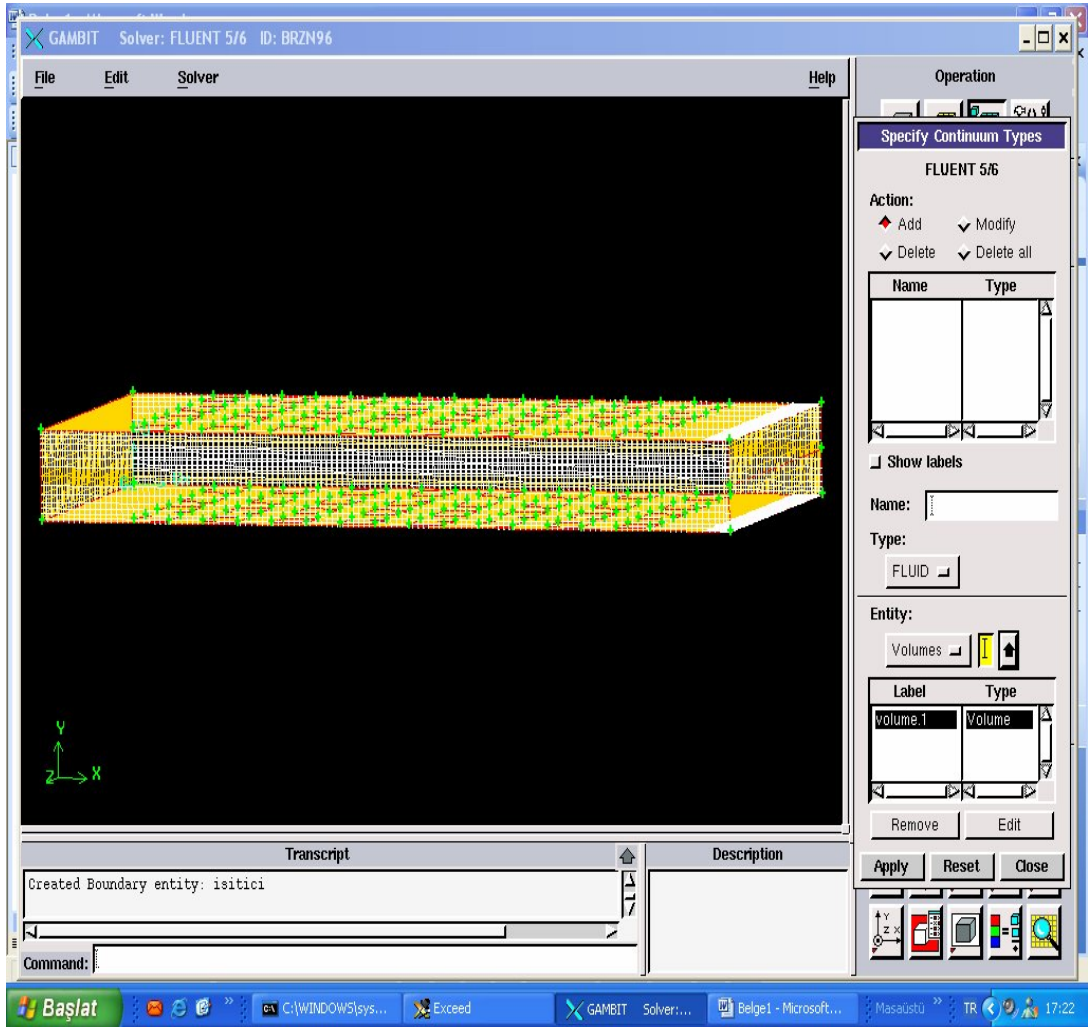 GAMBIT Solver: FLUENT 5/6 ID: BRZN96
File Edit Solver Help
Operation
Specify Continuum Types
FLUENT 5/6
Action:
Add Modify
Delete Delete all
Name Type
Show labels
Name:
Type:
FLUID
Entity:
Volumes
Label Type
volume.1 Volume
Remove Edit
Apply Reset Close
Y
Z X
Transcript
Description
Created Boundary entity: isitici
Command:
Başlat C:\WINDOWS\sys... Exceed GAMBIT Solver:... Belge1 - Microsoft... Masaüstü TR 17:22